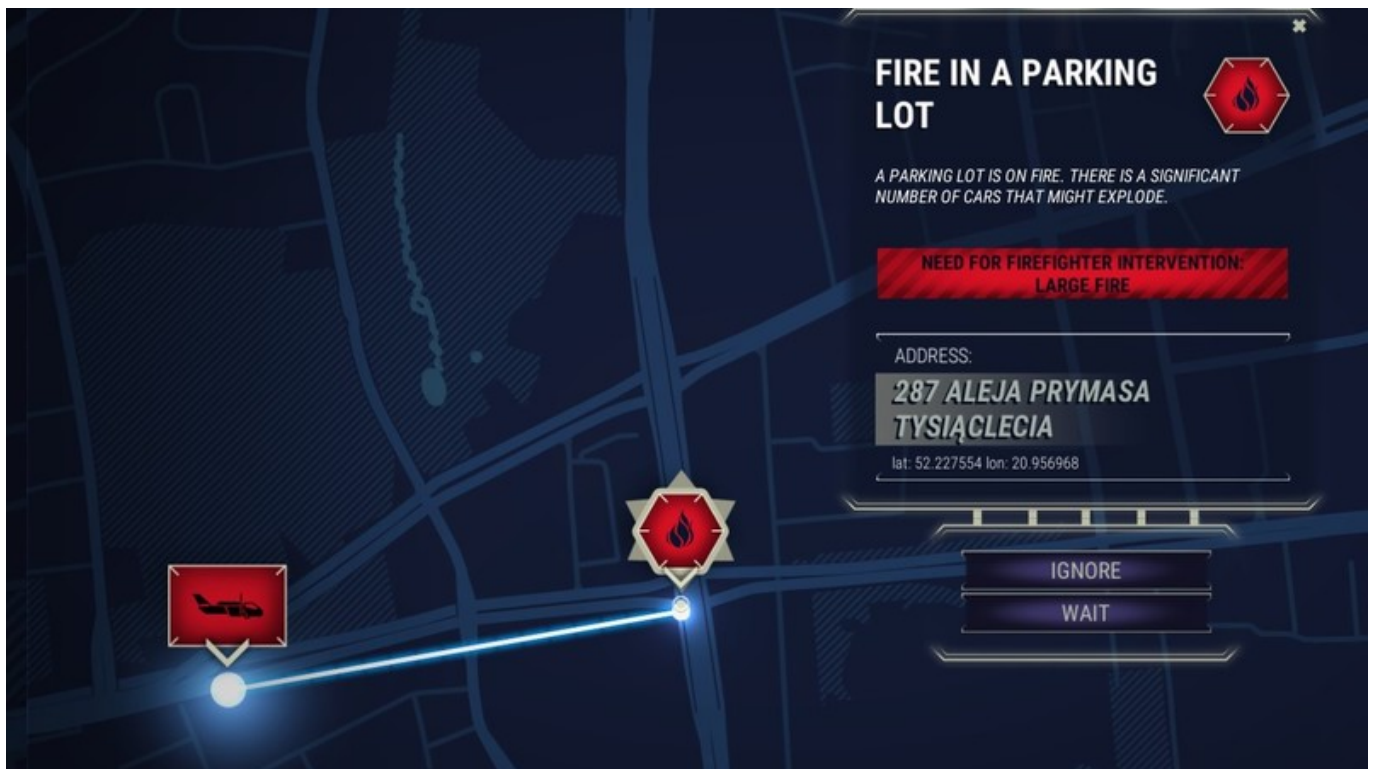 FIRE IN A PARKING
LOT
A PARKING LOT IS ON FIRE. THERE IS A SIGNIFICANT
NUMBER OF CARS THAT MIGHT EXPLODE.
NEED FOR FIREFIGHTER INTERVENTION:
LARGE FIRE
ADDRESS:
287 ALEJA PRYMASA
TYSIĄCLECIA
lat: 52.227554 lon: 20.956968
IGNORE
WAIT